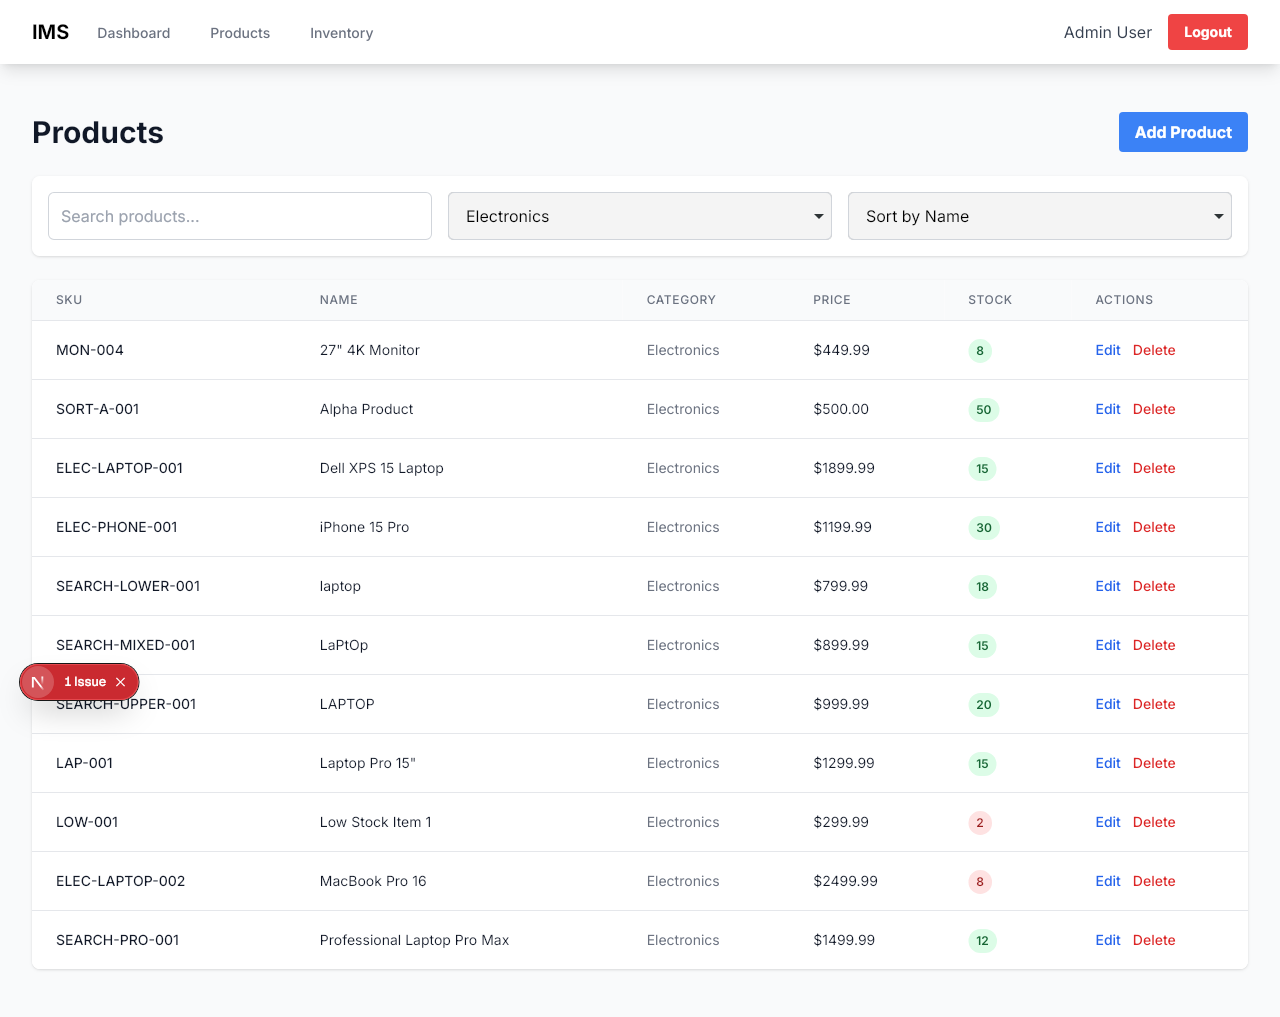 IMS Dashboard Products Inventory Admin User Logout
Products Add Product
Search products... Electronics Sort by Name
SKU NAME CATEGORY PRICE STOCK ACTIONS
MON-004 27" 4K Monitor Electronics $449.99 8 Edit Delete
SORT-A-001 Alpha Product Electronics $500.00 50 Edit Delete
ELEC-LAPTOP-001 Dell XPS 15 Laptop Electronics $1899.99 15 Edit Delete
ELEC-PHONE-001 iPhone 15 Pro Electronics $1199.99 30 Edit Delete
SEARCH-LOWER-001 laptop Electronics $799.99 18 Edit Delete
SEARCH-MIXED-001 LaPtOp Electronics $899.99 15 Edit Delete
N 1 Issue
SEARCH-UPPER-001 LAPTOP Electronics $999.99 20 Edit Delete
LAP-001 Laptop Pro 15" Electronics $1299.99 15 Edit Delete
LOW-001 Low Stock Item 1 Electronics $299.99 2 Edit Delete
ELEC-LAPTOP-002 MacBook Pro 16 Electronics $2499.99 8 Edit Delete
SEARCH-PRO-001 Professional Laptop Pro Max Electronics $1499.99 12 Edit Delete